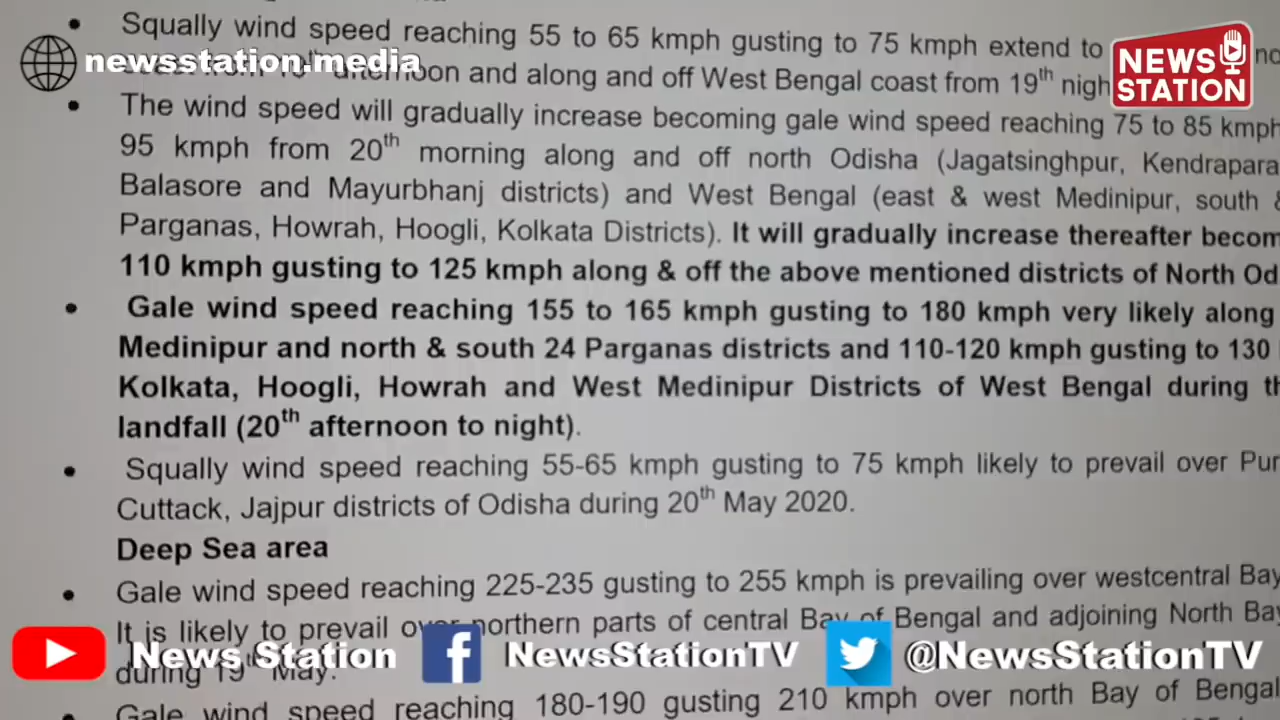 Squally wind speed reaching 55 to 65 kmph gusting to 75 kmph extend to
newsstation.media
NEWS STATION
afternoon and along and off West Bengal coast from 19th nigh
The wind speed will gradually increase becoming gale wind speed reaching 75 to 85 kmph
95 kmph from 20th morning along and off north Odisha (Jagatsinghpur, Kendrapara
Balasore and Mayurbhanj districts) and West Bengal (east & west Medinipur, south &
Parganas, Howrah, Hoogli, Kolkata Districts). It will gradually increase thereafter becom
110 kmph gusting to 125 kmph along & off the above mentioned districts of North Od
Gale wind speed reaching 155 to 165 kmph gusting to 180 kmph very likely along
Medinipur and north & south 24 Parganas districts and 110-120 kmph gusting to 130
Kolkata, Hoogli, Howrah and West Medinipur Districts of West Bengal during th
landfall (20th afternoon to night).
Squally wind speed reaching 55-65 kmph gusting to 75 kmph likely to prevail over Pur
Cuttack, Jajpur districts of Odisha during 20th May 2020.
Deep Sea area
Gale wind speed reaching 225-235 gusting to 255 kmph is prevailing over westcentral Bay
It is likely to prevail over northern parts of central Bay of Bengal and adjoining North Bay
News Station NewsStationTV @NewsStationTV
during 19th May.
Gale wind speed reaching 180-190 gusting 210 kmph over north Bay of Bengal